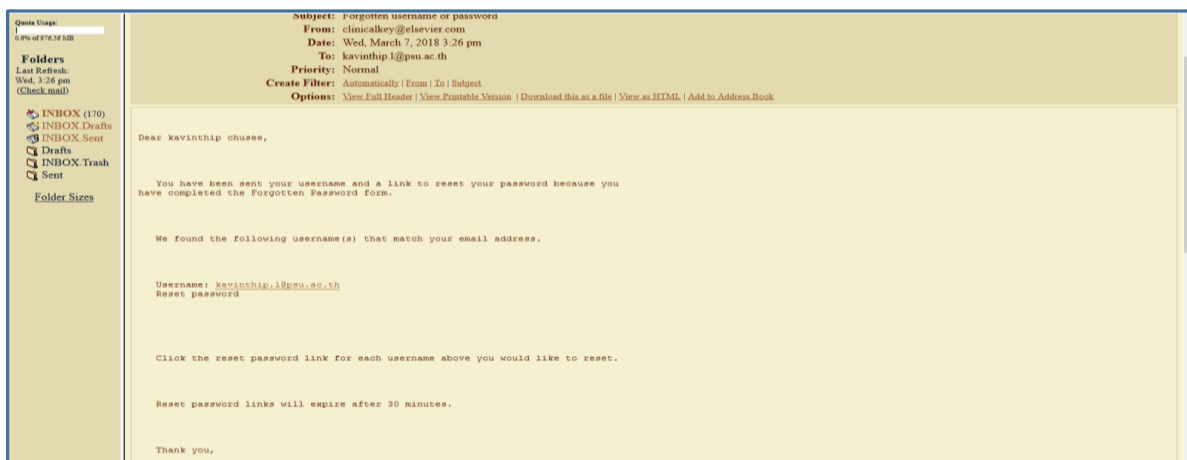 Quota Usage:
0.6% of 976.56 MB
Folders
Last Refresh:
Wed, 3:26 pm
(Check mail)
INBOX (170)
INBOX.Drafts
INBOX.Sent
Drafts
INBOX.Trash
Sent
Folder Sizes
Subject: Forgotten username or password
From: clinicalkey@elsevier.com
Date: Wed, March 7, 2018 3:26 pm
To: kavinthip.l@psu.ac.th
Priority: Normal
Create Filter: Automatically | From | To | Subject
Options: View Full Header | View Printable Version | Download this as a file | View as HTML | Add to Address Book
Dear kavinthip chusee,
You have been sent your username and a link to reset your password because you
have completed the Forgotten Password form.
We found the following username(s) that match your email address.
Username: kavinthip.l@psu.ac.th
Reset password
Click the reset password link for each username above you would like to reset.
Reset password links will expire after 30 minutes.
Thank you,